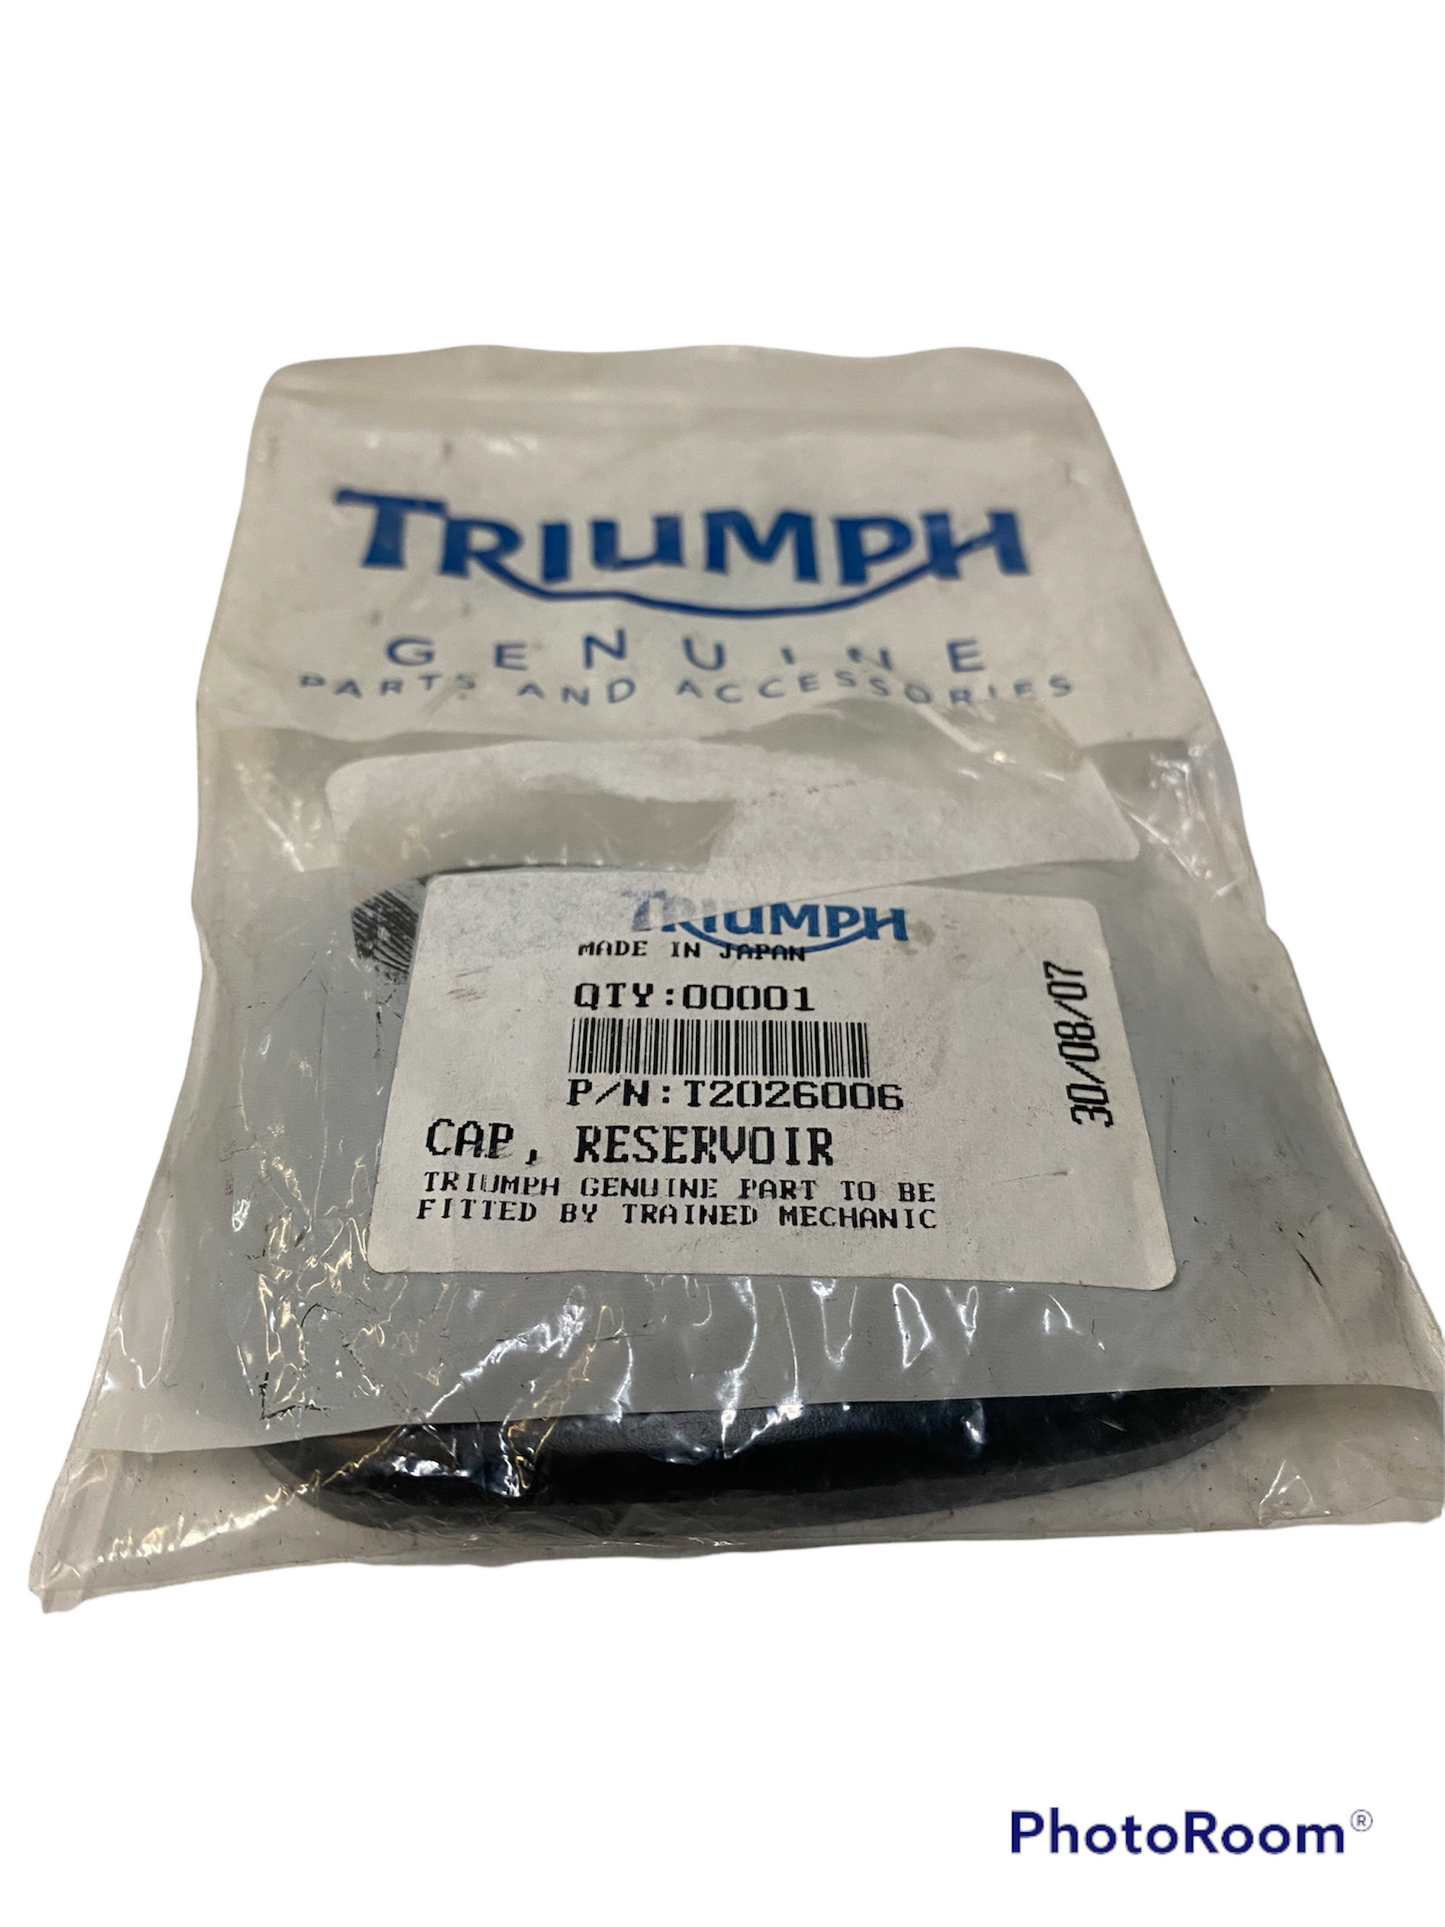 TRIUMPH
GENUINE
PARTS AND ACCESSORIES
TRIUMPH
MADE IN JAPAN
QTY:00001
30/08/07
P/N:T2026006
CAP, RESERVOIR
TRIUMPH GENUINE PART TO BE
FITTED BY TRAINED MECHANIC
PhotoRoom®